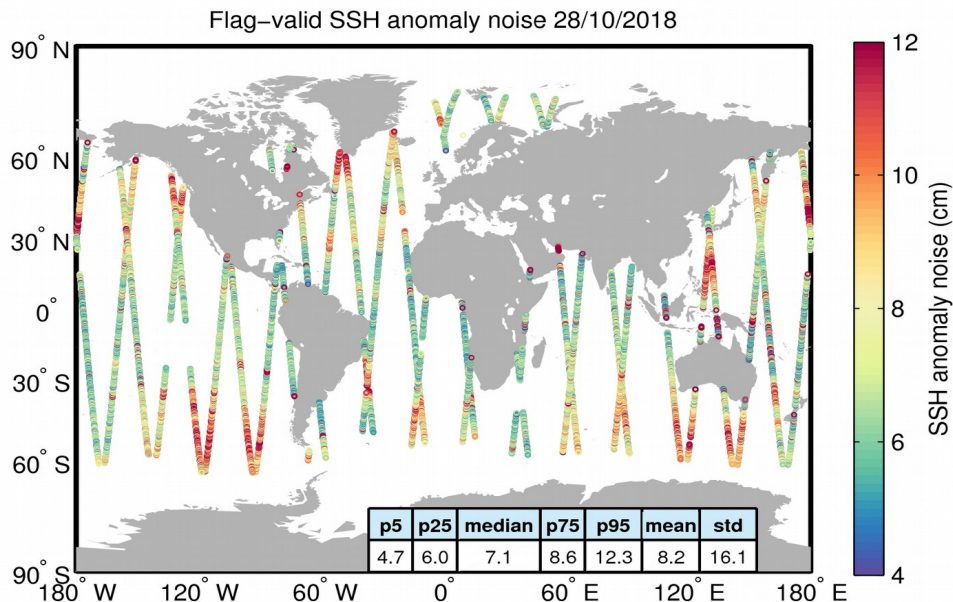 Flag–valid SSH anomaly noise 28/10/2018
90° N
60° N
30° N
0°
30° S
60° S
90° S
180° W
120° W
60° W
0°
60° E
120° E
180° E
p5 p25 median p75 p95 mean std
4.7 6.0 7.1 8.6 12.3 8.2 16.1
12
10
8
6
4
SSH anomaly noise (cm)